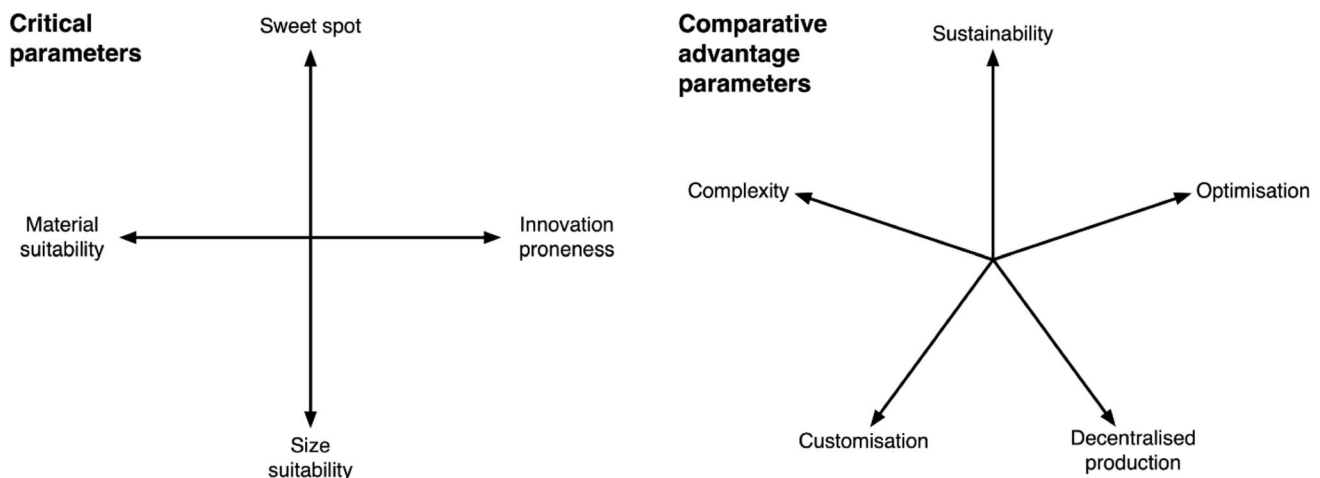 Critical
parameters
Sweet spot
Material
suitability
Innovation
proneness
Size
suitability
Comparative
advantage
parameters
Sustainability
Complexity
Optimisation
Customisation
Decentralised
production